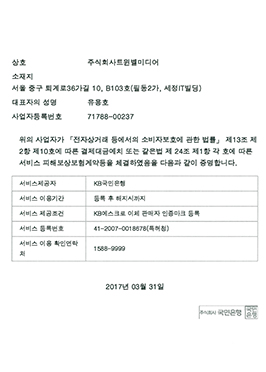 상호 주식회사트윈별미디어
소재지
서울 중구 퇴계로36가길 10, B103호(필동2가, 세정IT빌딩)
대표자의 성명 유용호
사업자등록번호 71788-00237
위의 사업자가 「전자상거래 등에서의 소비자보호에 관한 법률」 제13조 제
2항 제10호에 따른 결제대금예치 또는 같은법 제 24조 제1항 각 호에 따른
서비스 피해보상보험계약등을 체결하였음을 다음과 같이 증명합니다.
서비스제공자 KB국민은행
서비스 이용기간 등록 후 해지시까지
서비스 제공조건 KB에스크로 이체 판매자 인증마크 등록
서비스 등록번호 41-2007-0018678(특허청)
서비스 이용 확인연락
처 1588-9999
2017년 03월 31일
주식회사 국민은행